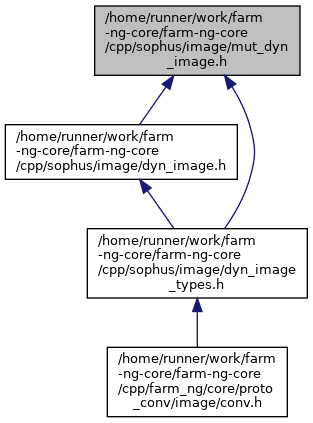 /home/runner/work/farm
-ng-core/farm-ng-core
/cpp/sophus/image/mut_dyn
_image.h
/home/runner/work/farm
-ng-core/farm-ng-core
/cpp/sophus/image/dyn_image.h
/home/runner/work/farm
-ng-core/farm-ng-core
/cpp/sophus/image/dyn_image
_types.h
/home/runner/work/farm
-ng-core/farm-ng-core
/cpp/farm_ng/core/proto
_conv/image/conv.h